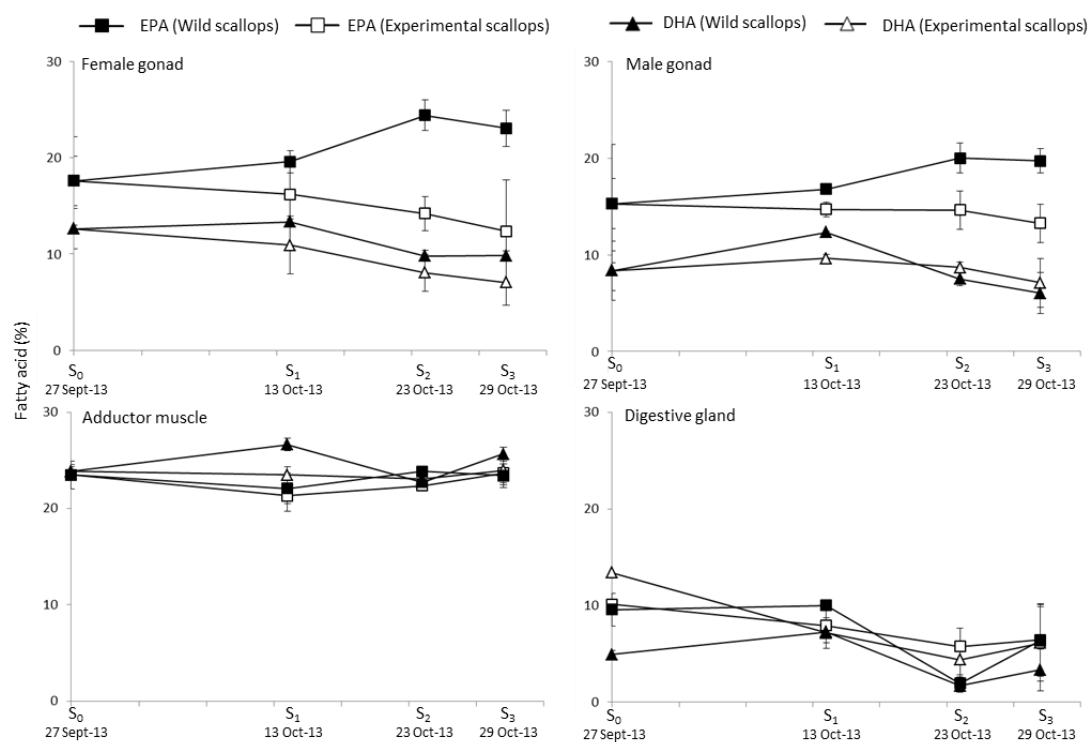 EPA (Wild scallops) EPA (Experimental scallops) DHA (Wild scallops) DHA (Experimental scallops)
Female gonad
30
20
10
0
S₀ S₁ S₂ S₃
27 Sept-13 13 Oct-13 23 Oct-13 29 Oct-13
Male gonad
30
20
10
0
S₀ S₁ S₂ S₃
27 Sept-13 13 Oct-13 23 Oct-13 29 Oct-13
Fatty acid (%)
Adductor muscle
30
20
10
0
S₀ S₁ S₂ S₃
27 Sept-13 13 Oct-13 23 Oct-13 29 Oct-13
Digestive gland
30
20
10
0
S₀ S₁ S₂ S₃
27 Sept-13 13 Oct-13 23 Oct-13 29 Oct-13